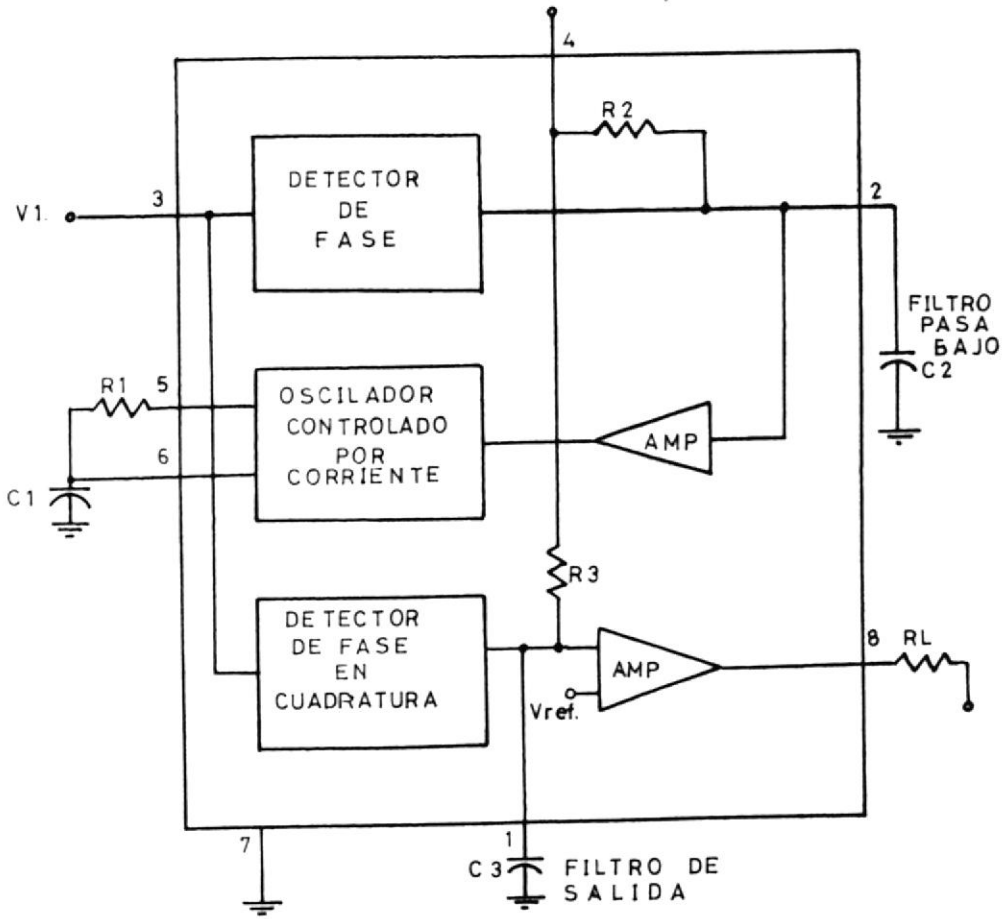 4
R2
DETECTOR
DE
FASE
V1.
3
2
FILTRO
PASA
BAJO
C2
R1
5
6
C1
OSCILADOR
CONTROLADO
POR
CORRIENTE
AMP
R3
DETECTOR
DE FASE
EN
CUADRATURA
AMP
Vref.
8
RL
7
1
C3
FILTRO DE
SALIDA